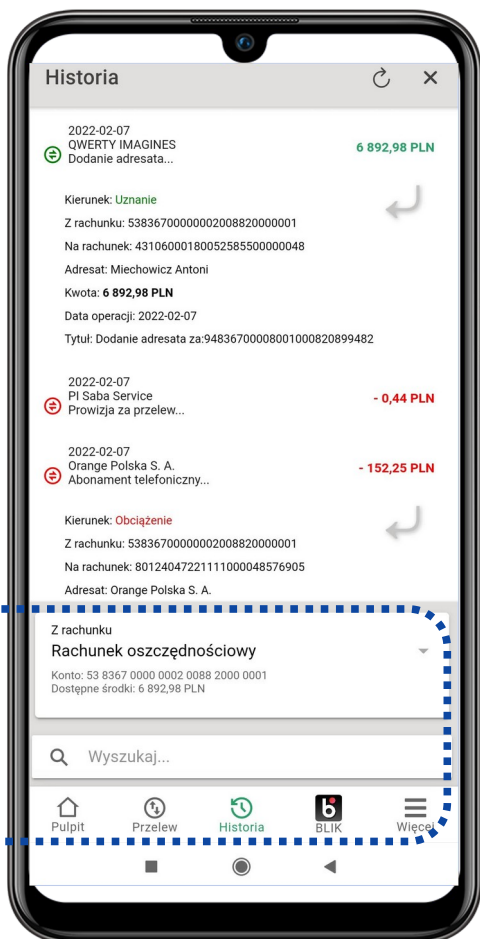 Historia
2022-02-07
QWERTY IMAGINES
Dodanie adresata...
6 892,98 PLN
Kierunek: Uznanie
Z rachunku: 53836700000002008820000001
Na rachunek: 43106000180052585500000048
Adresat: Miechowicz Antoni
Kwota: 6 892,98 PLN
Data operacji: 2022-02-07
Tytuł: Dodanie adresata za:94836700008001000820899482
2022-02-07
PI Saba Service
Prowizja za przelew...
- 0,44 PLN
2022-02-07
Orange Polska S. A.
Abonament telefoniczny...
- 152,25 PLN
Kierunek: Obciążenie
Z rachunku: 53836700000002008820000001
Na rachunek: 80124047221111000048576905
Adresat: Orange Polska S. A.
Z rachunku
Rachunek oszczędnościowy
Konto: 53 8367 0000 0002 0088 2000 0001
Dostępne środki: 6 892,98 PLN
Wyszukaj...
Pulpit Przelew Historia BLIK Więcej